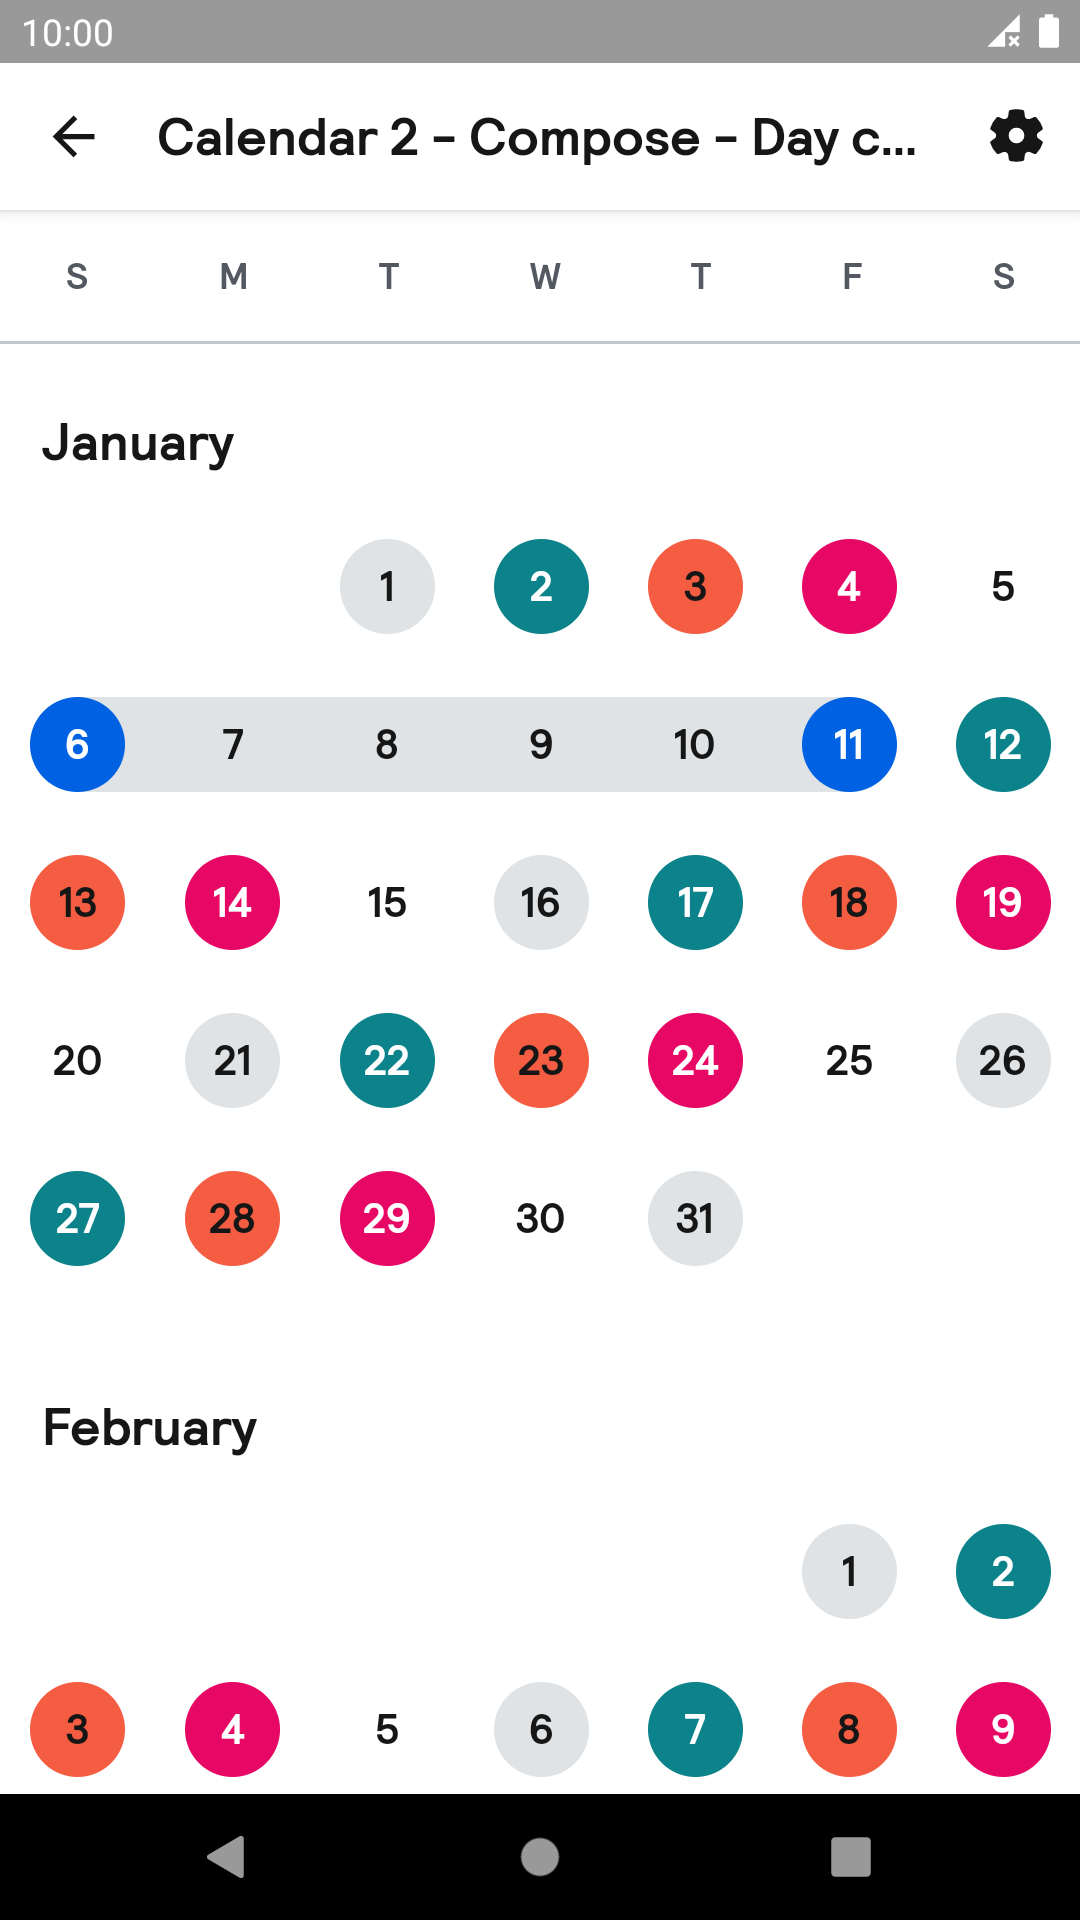 10:00
Calendar 2 – Compose – Day c...
S M T W T F S
January
1 2 3 4 5
6 7 8 9 10 11 12
13 14 15 16 17 18 19
20 21 22 23 24 25 26
27 28 29 30 31
February
1 2
3 4 5 6 7 8 9